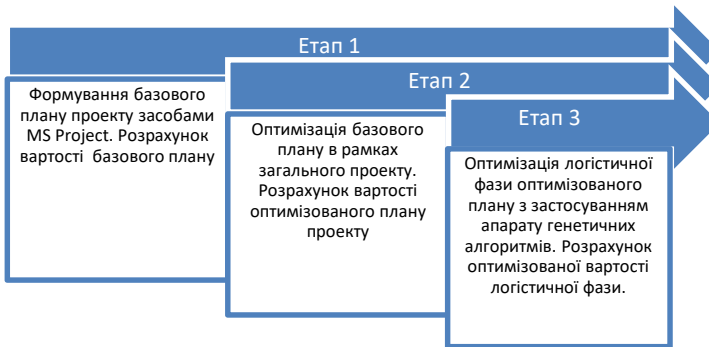 Етап 1
Формування базового
плану проекту засобами
MS Project. Розрахунок
вартості базового плану
Етап 2
Оптимізація базового
плану в рамках
загального проекту.
Розрахунок вартості
оптимізованого плану
проекту
Етап 3
Оптимізація логістичної
фази оптимізованого
плану з застосуванням
апарату генетичних
алгоритмів. Розрахунок
оптимізованої вартості
логістичної фази.